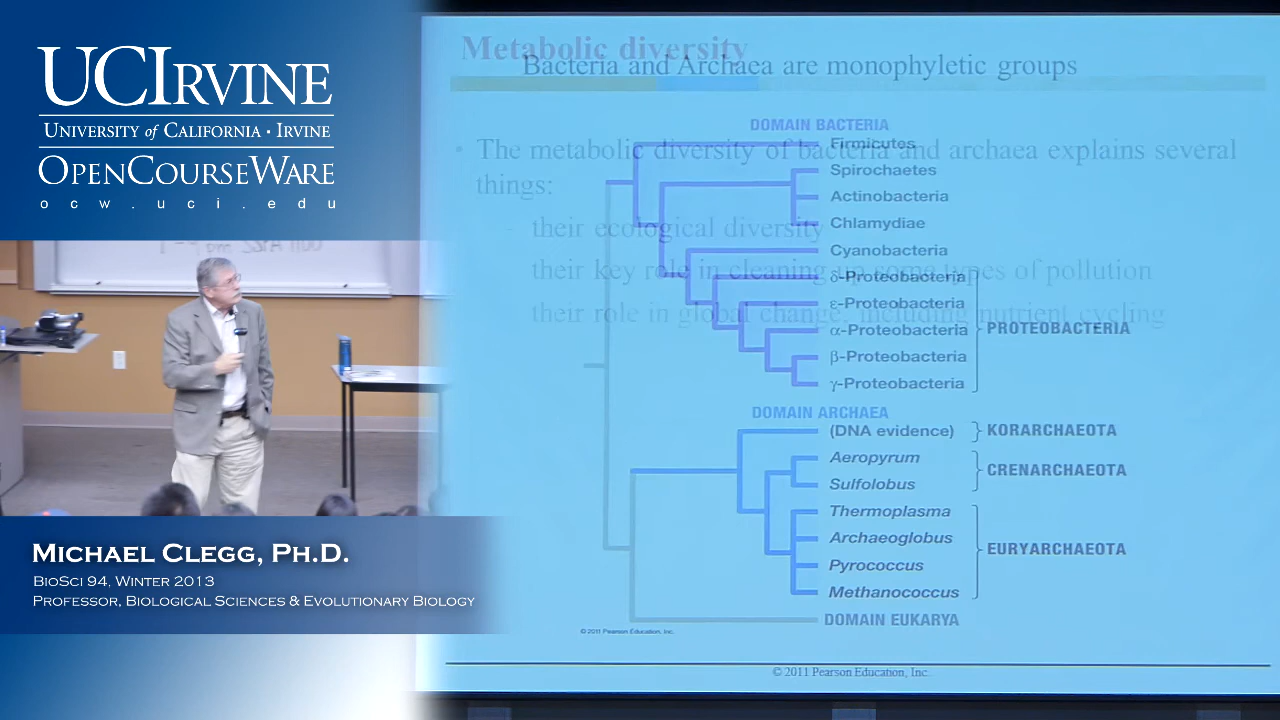 UCIRVINE
UNIVERSITY of CALIFORNIA · IRVINE
OPENCOURSEWARE
ocw.uci.edu
Metabolic diversity
Bacteria and Archaea are monophyletic groups
• The metabolic diversity of bacteria and archaea explains several
things:
- their ecological diversity
their key role in cleaning up some types of pollution
their role in global change, including nutrient cycling
DOMAIN BACTERIA
Firmicutes
Spirochaetes
Actinobacteria
Chlamydiae
Cyanobacteria
δ-Proteobacteria
ε-Proteobacteria
α-Proteobacteria
β-Proteobacteria
γ-Proteobacteria
PROTEOBACTERIA
DOMAIN ARCHAEA
(DNA evidence)
KORARCHAEOTA
Aeropyrum
Sulfolobus
CRENARCHAEOTA
Thermoplasma
Archaeoglobus
Pyrococcus
Methanococcus
EURYARCHAEOTA
DOMAIN EUKARYA
© 2011 Pearson Education, Inc.
© 2011 Pearson Education, Inc.
MICHAEL CLEGG, PH.D.
BIOSCI 94, WINTER 2013
PROFESSOR, BIOLOGICAL SCIENCES & EVOLUTIONARY BIOLOGY